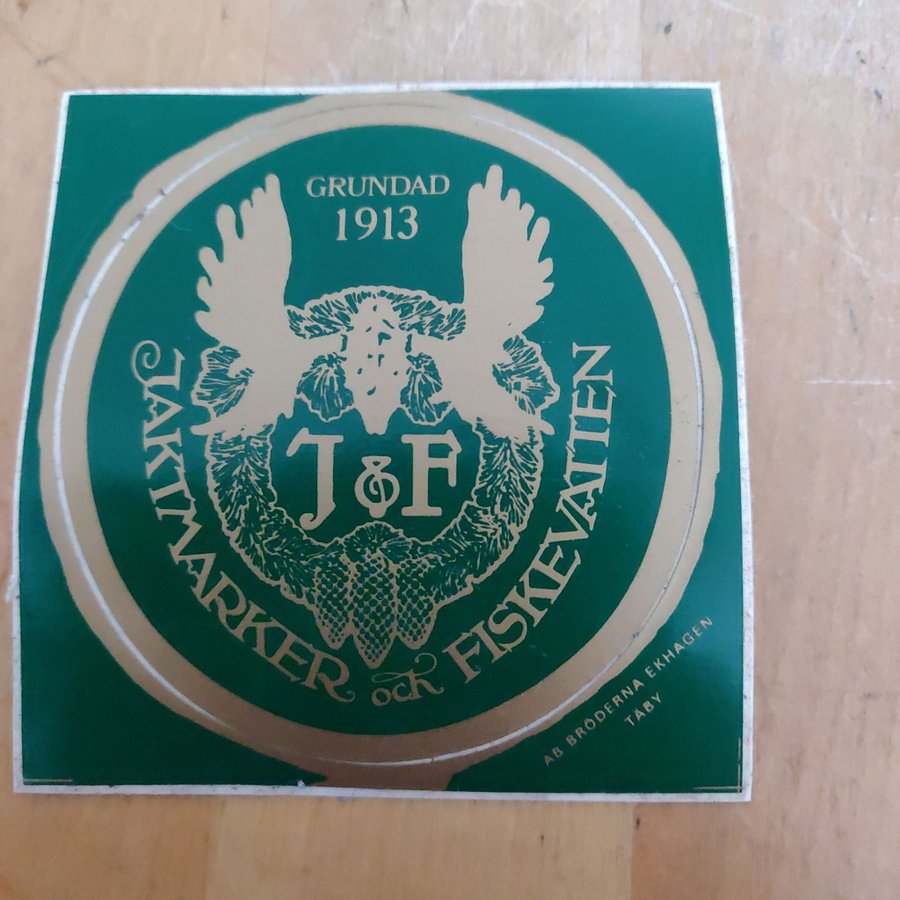 GRUNDAD
1913
J & F
JAKTMARKER och FISKEVATTEN
AB BRÖDERNA EKHAGEN
TÄBY